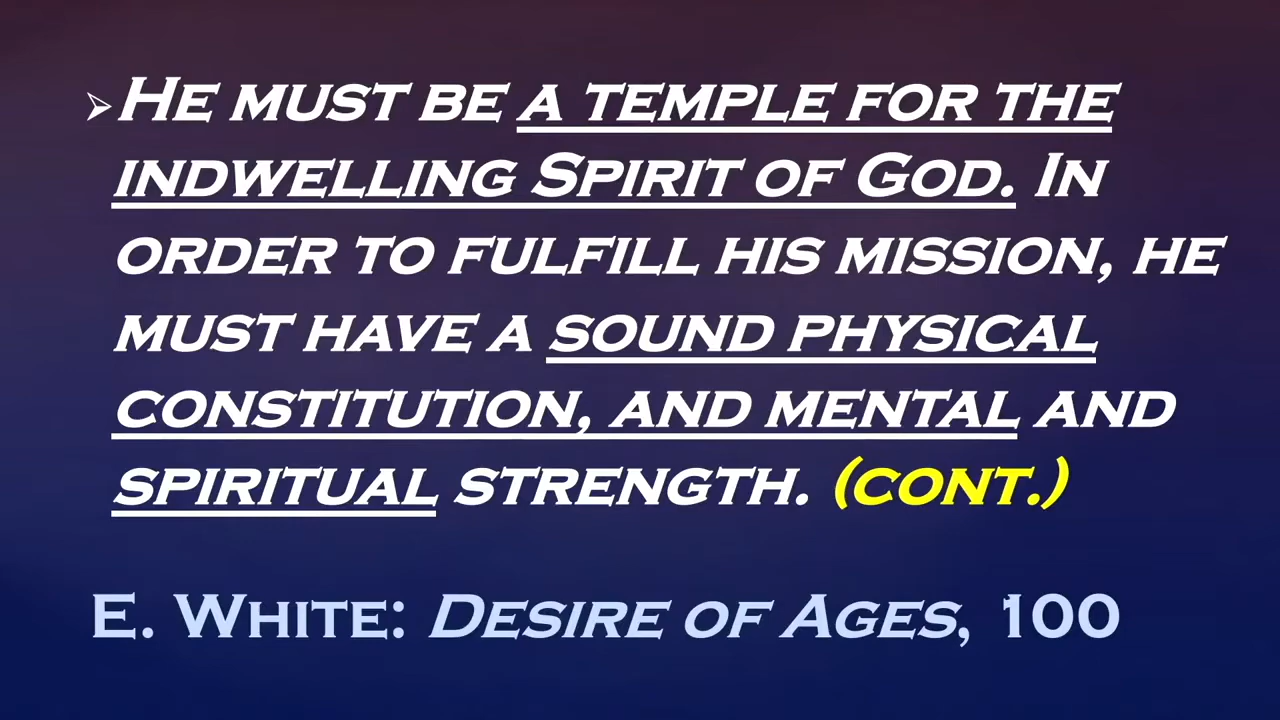 ➢He must be a temple for the
indwelling Spirit of God. In
order to fulfill his mission, he
must have a sound physical
constitution, and mental and
spiritual strength. (cont.)
E. White: Desire of Ages, 100